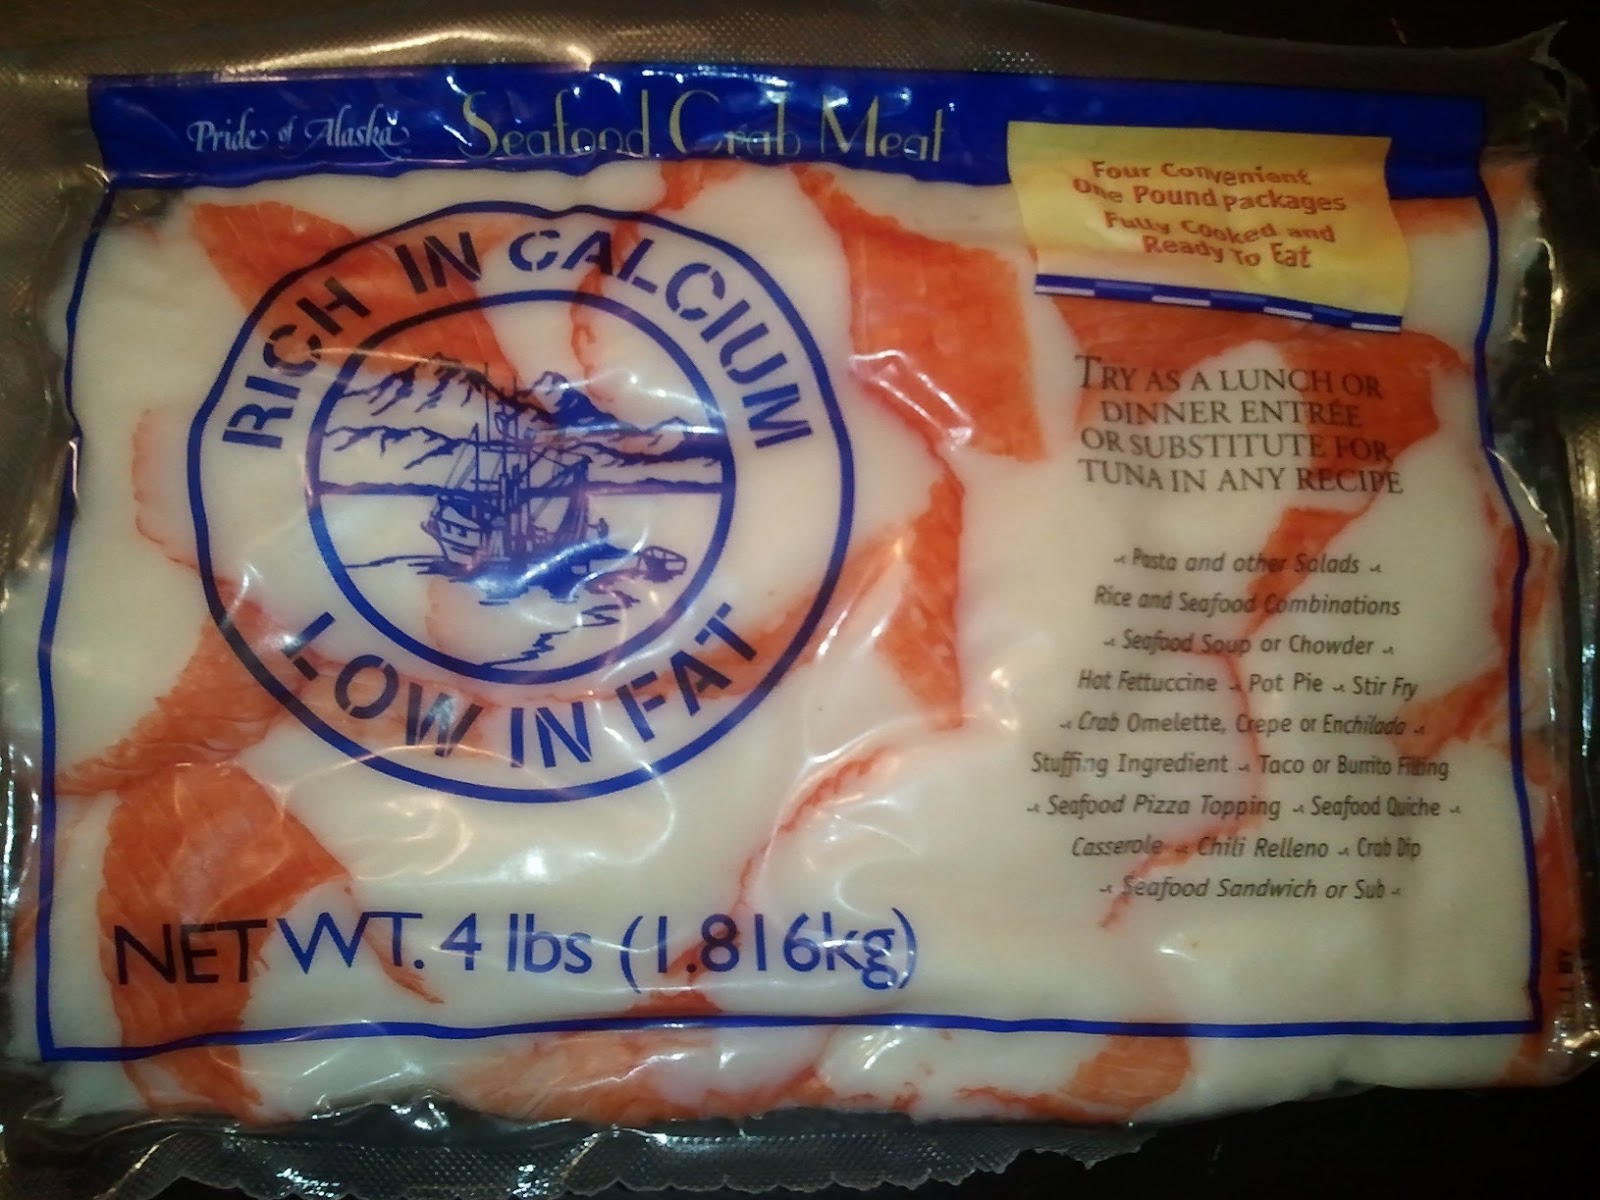 Pride of Alaska Seafood Crab Meat
Four Convenient
One Pound Packages
Fully Cooked and
Ready To Eat
RICH IN CALCIUM
LOW IN FAT
TRY AS A LUNCH OR
DINNER ENTRÉE
OR SUBSTITUTE FOR
TUNA IN ANY RECIPE
Pasta and other Salads
Rice and Seafood Combinations
Seafood Soup or Chowder
Hot Fettuccine Pot Pie Stir Fry
Crab Omelette, Crepe or Enchilada
Stuffing Ingredient Taco or Burrito Filling
Seafood Pizza Topping Seafood Quiche
Casserole Chili Relleno Crab Dip
Seafood Sandwich or Sub
NET WT. 4 lbs (1.816kg)